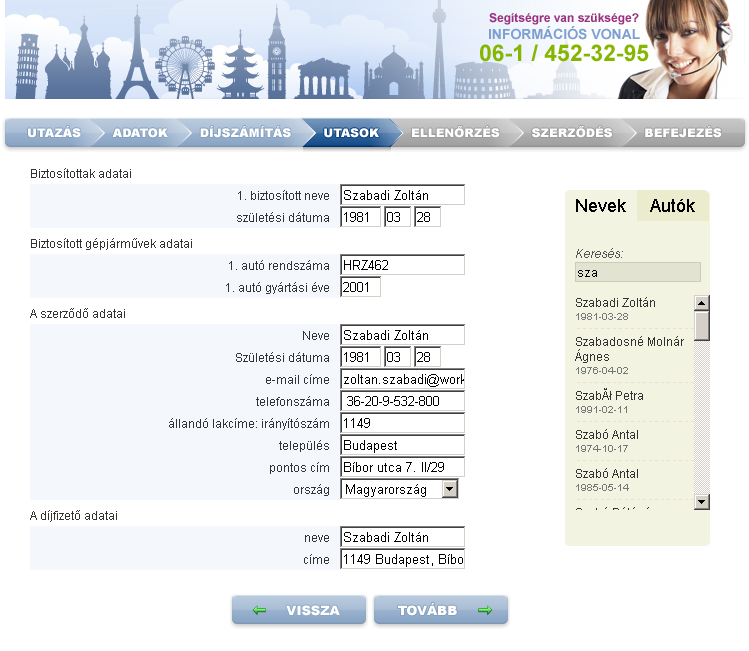 Segítségre van szüksége?
INFORMÁCIÓS VONAL
06-1 / 452-32-95
UTAZÁS ADATOK DÍJSZÁMÍTÁS UTASOK ELLENŐRZÉS SZERZŐDÉS BEFEJEZÉS
Biztosítottak adatai
1. biztosított neve Szabadi Zoltán
születési dátuma 1981 03 28
Biztosított gépjárművek adatai
1. autó rendszáma HRZ462
1. autó gyártási éve 2001
A szerződő adatai
Neve Szabadi Zoltán
Születési dátuma 1981 03 28
e-mail címe zoltan.szabadi@work
telefonszáma 36-20-9-532-800
állandó lakcíme: irányítószám 1149
település Budapest
pontos cím Bíbor utca 7. II/29
ország Magyarország
A díjfizető adatai
neve Szabadi Zoltán
címe 1149 Budapest, Bíbo
Nevek Autók
Keresés:
sza
Szabadi Zoltán
1981-03-28
Szabadosné Molnár
Ágnes
1976-04-02
SzabĂł Petra
1991-02-11
Szabó Antal
1974-10-17
Szabó Antal
1985-05-14
VISSZA TOVÁBB